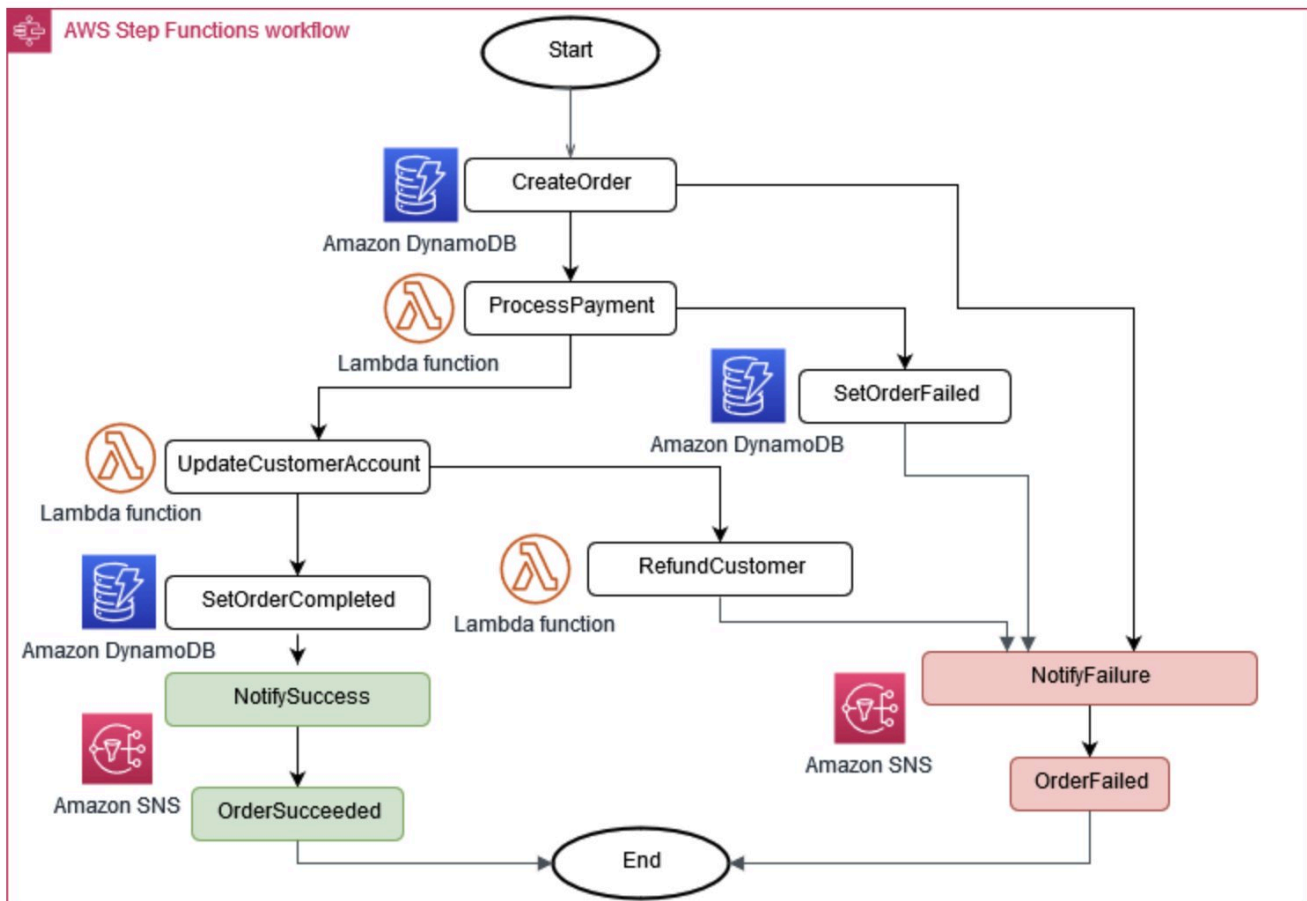 AWS Step Functions workflow
Start
CreateOrder
Amazon DynamoDB
ProcessPayment
Lambda function
SetOrderFailed
Amazon DynamoDB
UpdateCustomerAccount
Lambda function
RefundCustomer
Lambda function
SetOrderCompleted
Amazon DynamoDB
NotifySuccess
NotifyFailure
Amazon SNS
Amazon SNS
OrderSucceeded
OrderFailed
End